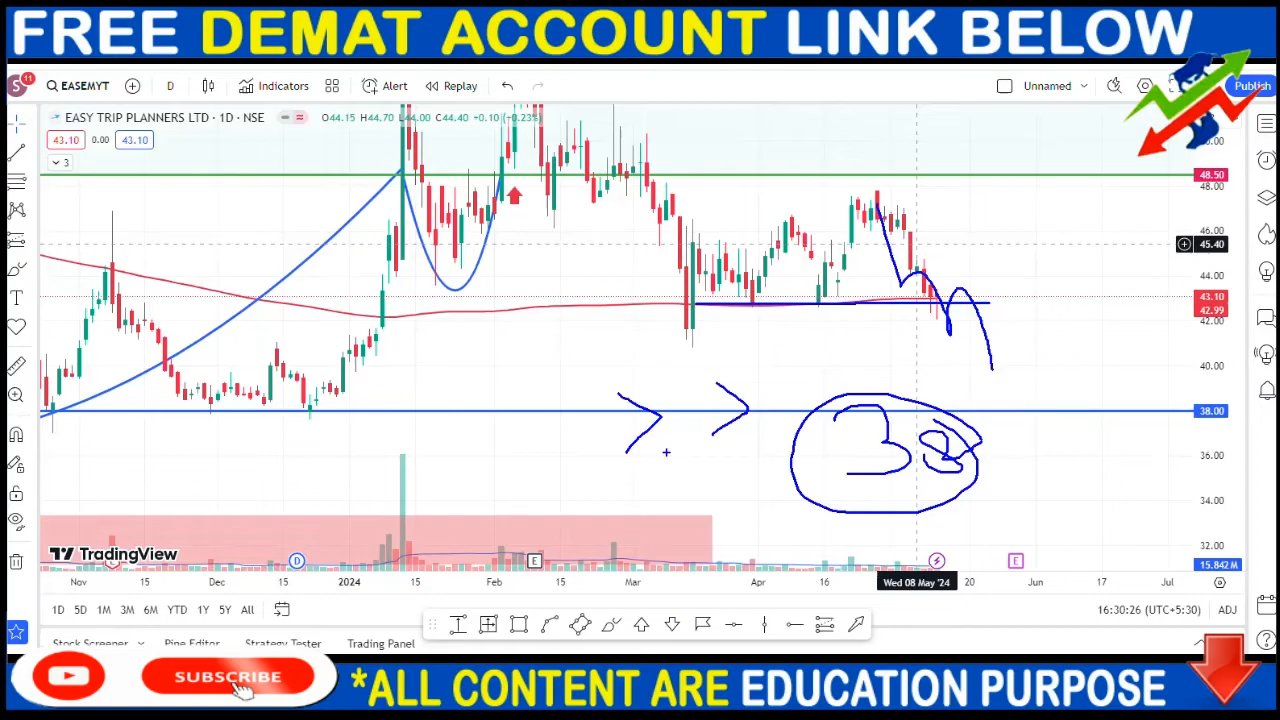 FREE DEMAT ACCOUNT LINK BELOW
S 11 EASEMYT D Indicators Alert Replay Unnamed Publish
EASY TRIP PLANNERS LTD · 1D · NSE O44.15 H44.70 L44.00 C44.40 −0.10 (−0.23%)
43.10 0.00 43.10
3
48.50
48.00
46.00
45.40
44.00
43.10
42.99
42.00
40.00
38.00
38
36.00
34.00
32.00
TradingView
E D E E
15.842M
Nov 15 Dec 15 2024 15 Feb 15 Mar Apr 16 Wed 08 May '24 20 Jun 17 Jul
1D 5D 1M 3M 6M YTD 1Y 5Y All 16:30:26 (UTC+5:30) ADJ
Stock Screener Pine Editor Strategy Tester Trading Panel
SUBSCRIBE
*ALL CONTENT ARE EDUCATION PURPOSE